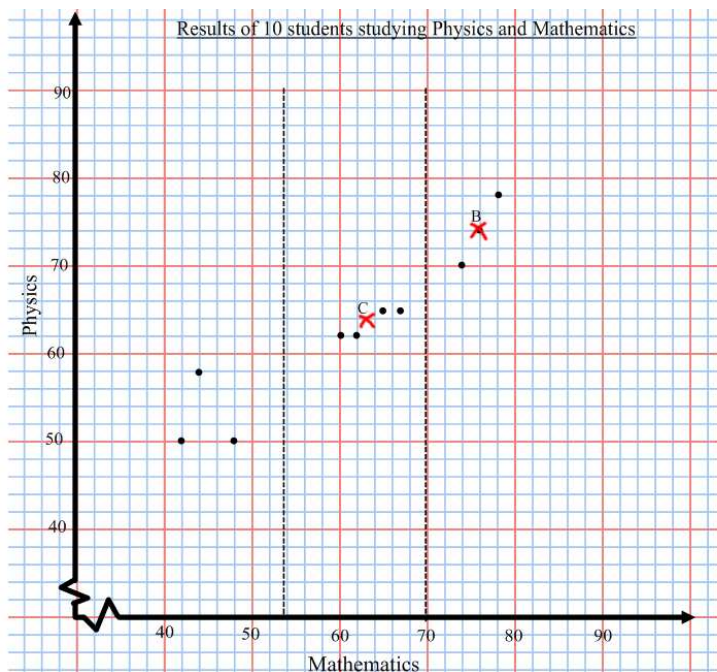 Results of 10 students studying Physics and Mathematics
90
80
B
70
C
Physics
60
50
40
40 50 60 70 80 90
Mathematics